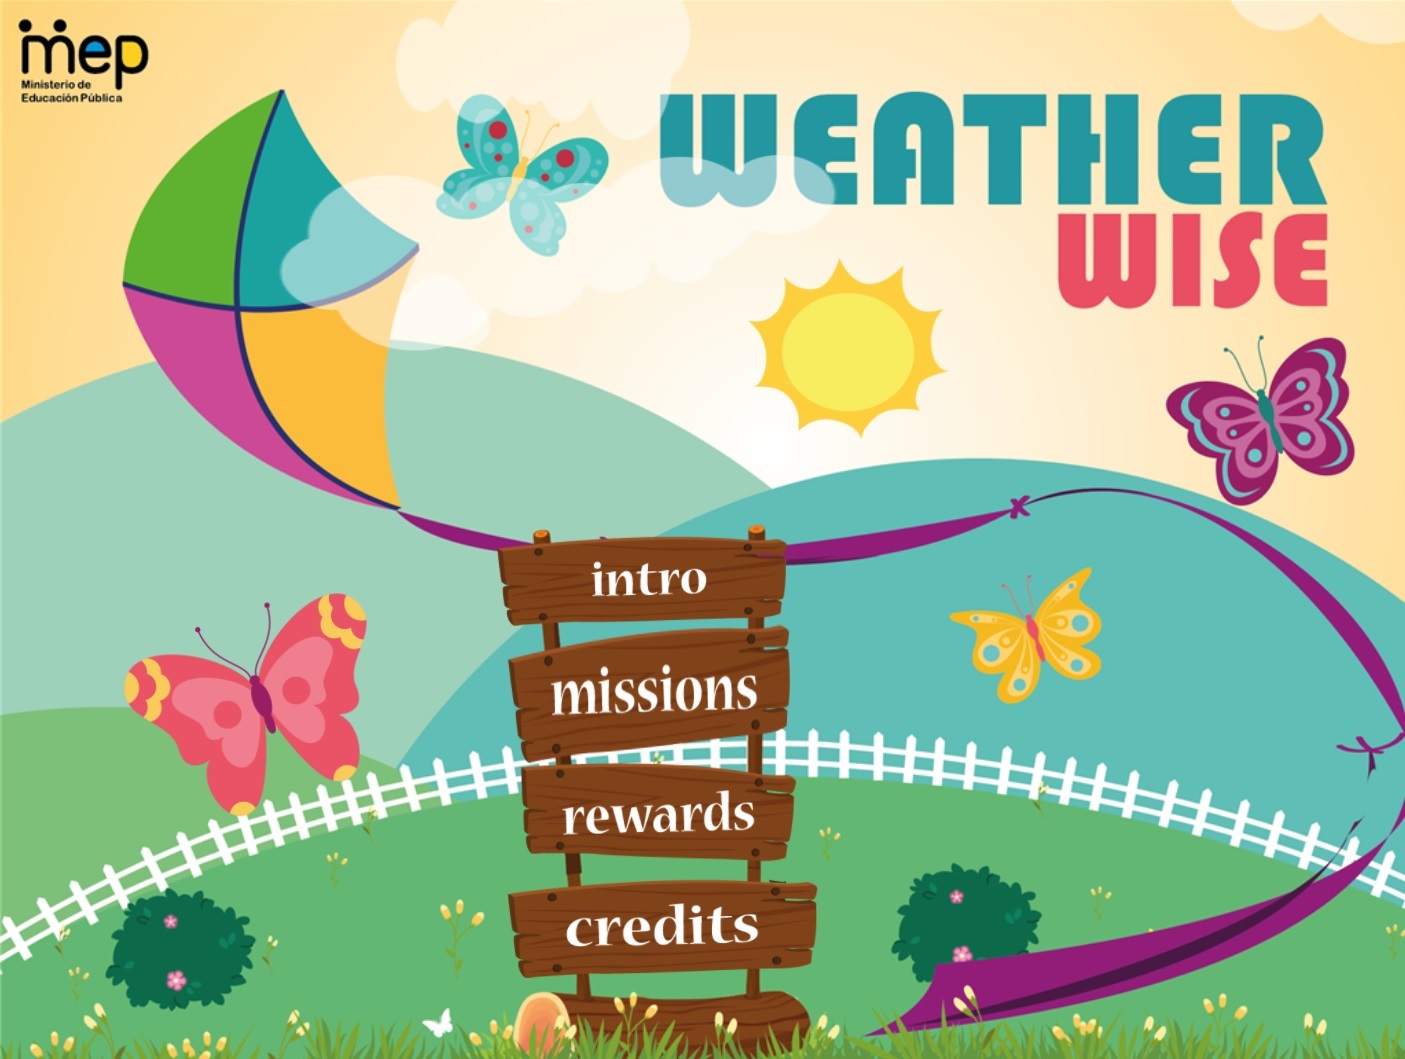 mep
Ministerio de
Educación Pública
WEATHER
WISE
intro
missions
rewards
credits